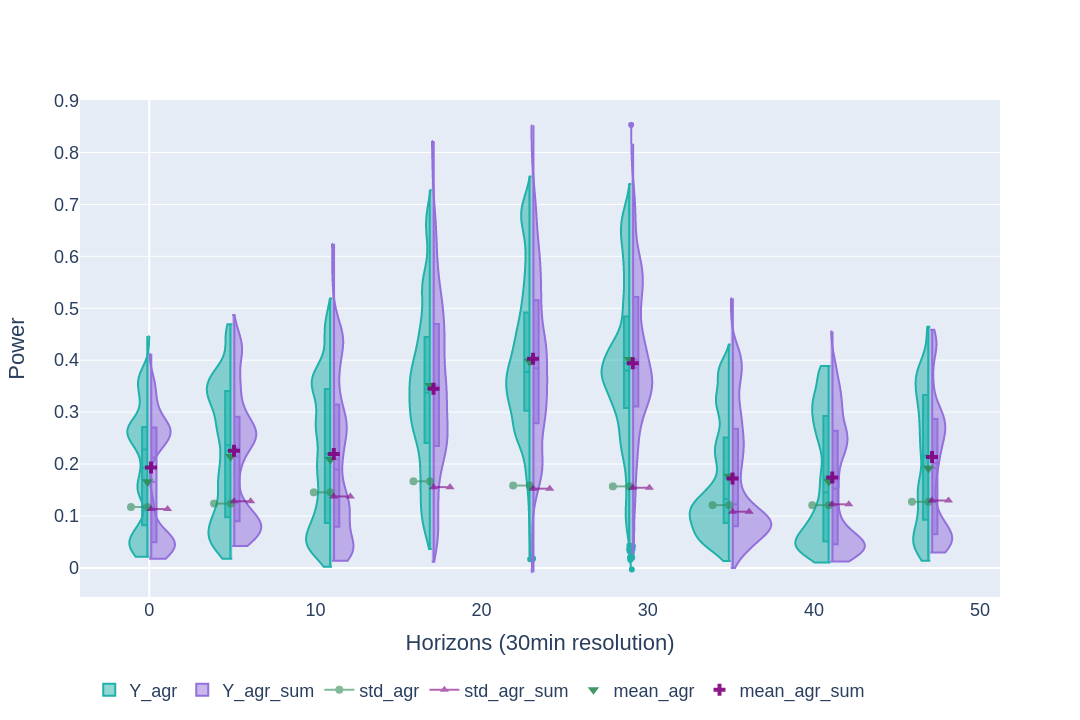 0.9
0.8
0.7
0.6
0.5
0.4
0.3
0.2
0.1
0
Power
0 10 20 30 40 50
Horizons (30min resolution)
Y_agr Y_agr_sum std_agr std_agr_sum mean_agr mean_agr_sum